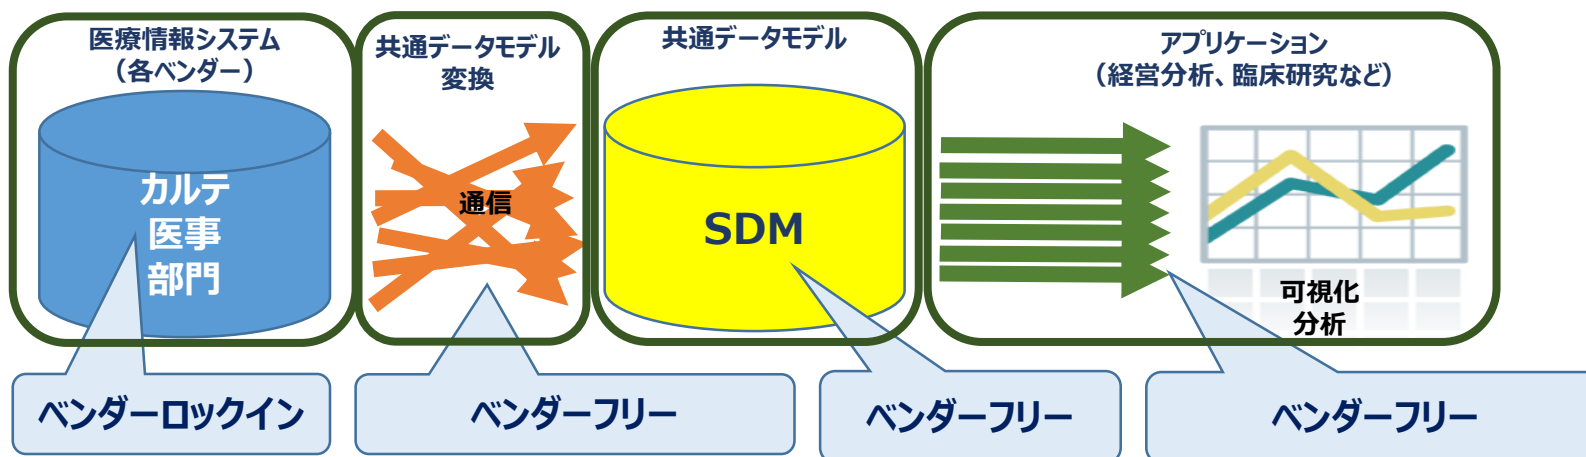 医療情報システム
（各ベンダー）
カルテ
医事
部門
共通データモデル
変換
通信
共通データモデル
SDM
アプリケーション
（経営分析、臨床研究など）
可視化
分析
ベンダーロックイン
ベンダーフリー
ベンダーフリー
ベンダーフリー